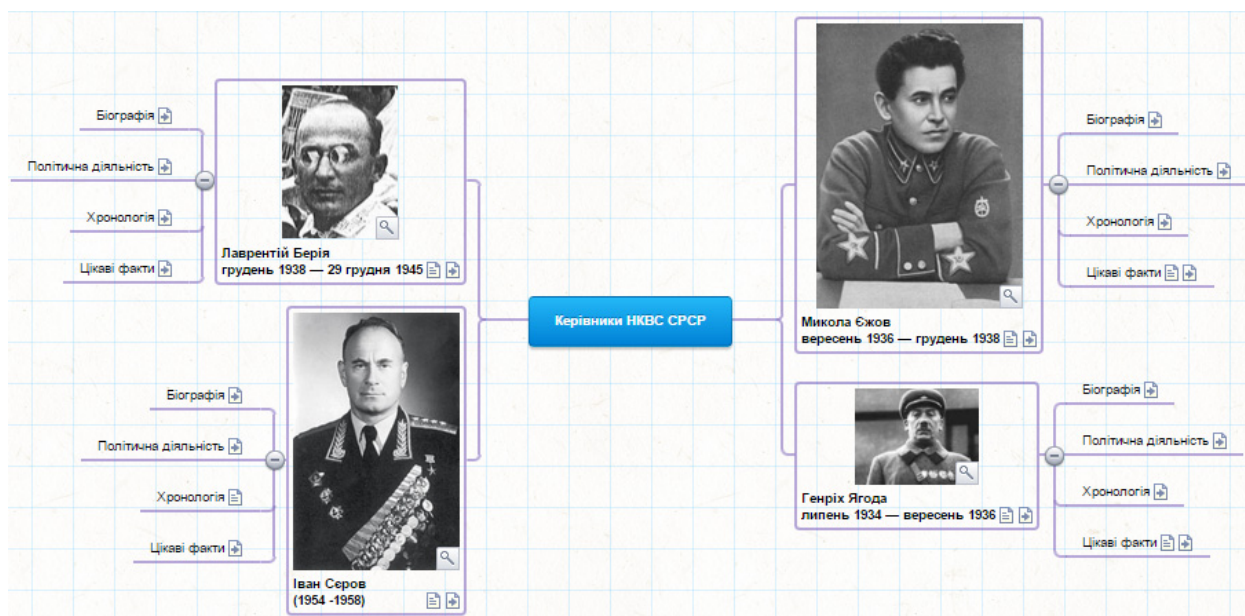 Біографія
Політична діяльність
Хронологія
Цікаві факти
Лаврентій Берія
грудень 1938 — 29 грудня 1945
Біографія
Політична діяльність
Хронологія
Цікаві факти
Іван Сєров
(1954 -1958)
Керівники НКВС СРСР
Микола Єжов
вересень 1936 — грудень 1938
Біографія
Політична діяльність
Хронологія
Цікаві факти
Генріх Ягода
липень 1934 — вересень 1936
Біографія
Політична діяльність
Хронологія
Цікаві факти